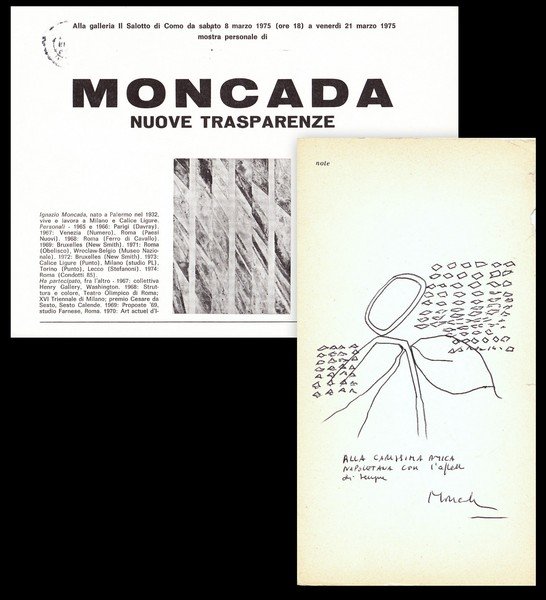 Alla galleria Il Salotto di Como da sabato 8 marzo 1975 (ore 18) a venerdì 21 marzo 1975
mostra personale di
MONCADA
NUOVE TRASPARENZE
Ignazio Moncada, nato a Palermo nel 1932,
vive e lavora a Milano e Calice Ligure.
Personali - 1965 e 1966: Parigi (Davray).
1967: Venezia (Numero), Roma (Paesi
Nuovi). 1968: Roma (Ferro di Cavallo).
1969: Bruxelles (New Smith). 1971: Roma
(Obelisco), Wroclaw-Belgio (Museo Nazio-
nale). 1972: Bruxelles (New Smith). 1973:
Calice Ligure (Punto), Milano (studio PL),
Torino (Punto), Lecco (Stefanoni). 1974:
Roma (Condotti 85).
Ha partecipato, fra l'altro - 1967: collettiva
Henry Gallery, Washington. 1968: Strut-
tura e colore, Teatro Olimpico di Roma;
XVI Triennale di Milano; premio Cesare da
Sesto, Sesto Calende. 1969: Proposte '69,
studio Farnese, Roma. 1970: Art actuel d'I-
note
ALLA CARISSIMA AMICA
NAPOLETANA CON l'affetto
di sempre
Moncada